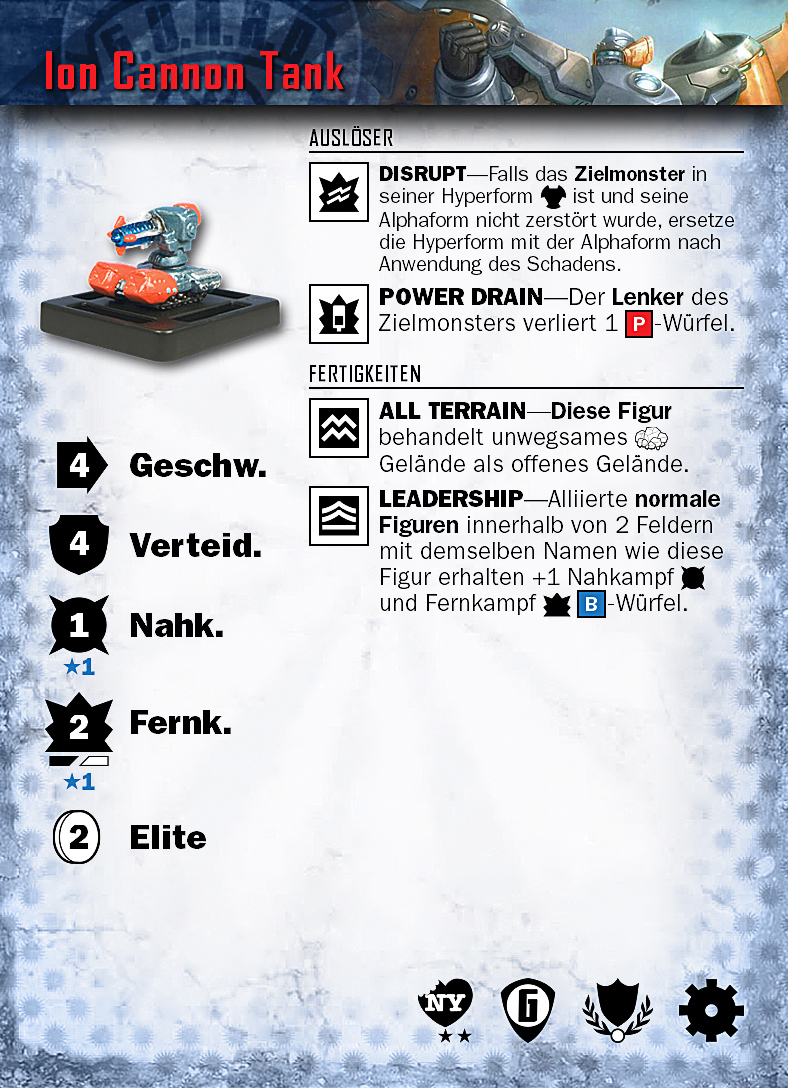 Ion Cannon Tank
AUSLÖSER
DISRUPT—Falls das Zielmonster in
seiner Hyperform ist und seine
Alphaform nicht zerstört wurde, ersetze
die Hyperform mit der Alphaform nach
Anwendung des Schadens.
POWER DRAIN—Der Lenker des
Zielmonsters verliert 1 P-Würfel.
FERTIGKEITEN
ALL TERRAIN—Diese Figur
behandelt unwegsames
Gelände als offenes Gelände.
LEADERSHIP—Alliierte normale
Figuren innerhalb von 2 Feldern
mit demselben Namen wie diese
Figur erhalten +1 Nahkampf
und Fernkampf B-Würfel.
4 Geschw.
4 Verteid.
1 Nahk.
★1
2 Fernk.
★1
2 Elite
NY
★★
G